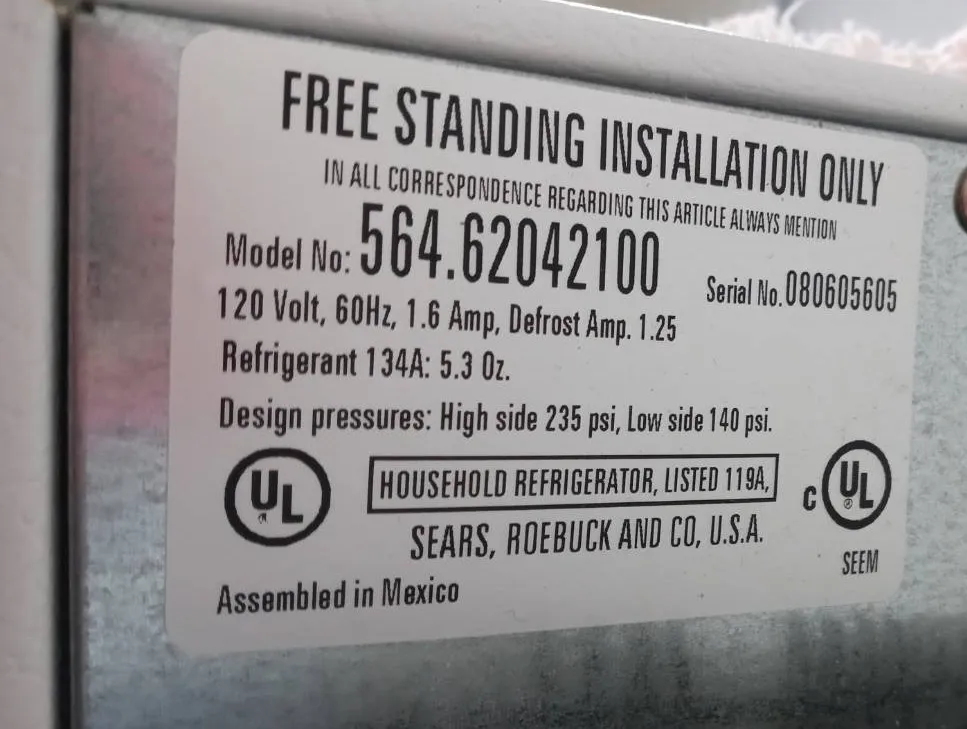 FREE STANDING INSTALLATION ONLY
IN ALL CORRESPONDENCE REGARDING THIS ARTICLE ALWAYS MENTION
Model No: 564.62042100 Serial No.080605605
120 Volt, 60Hz, 1.6 Amp, Defrost Amp. 1.25
Refrigerant 134A: 5.3 Oz.
Design pressures: High side 235 psi, Low side 140 psi.
UL HOUSEHOLD REFRIGERATOR, LISTED 119A, C UL ®
SEARS, ROEBUCK AND CO, U.S.A.
SEEM
Assembled in Mexico